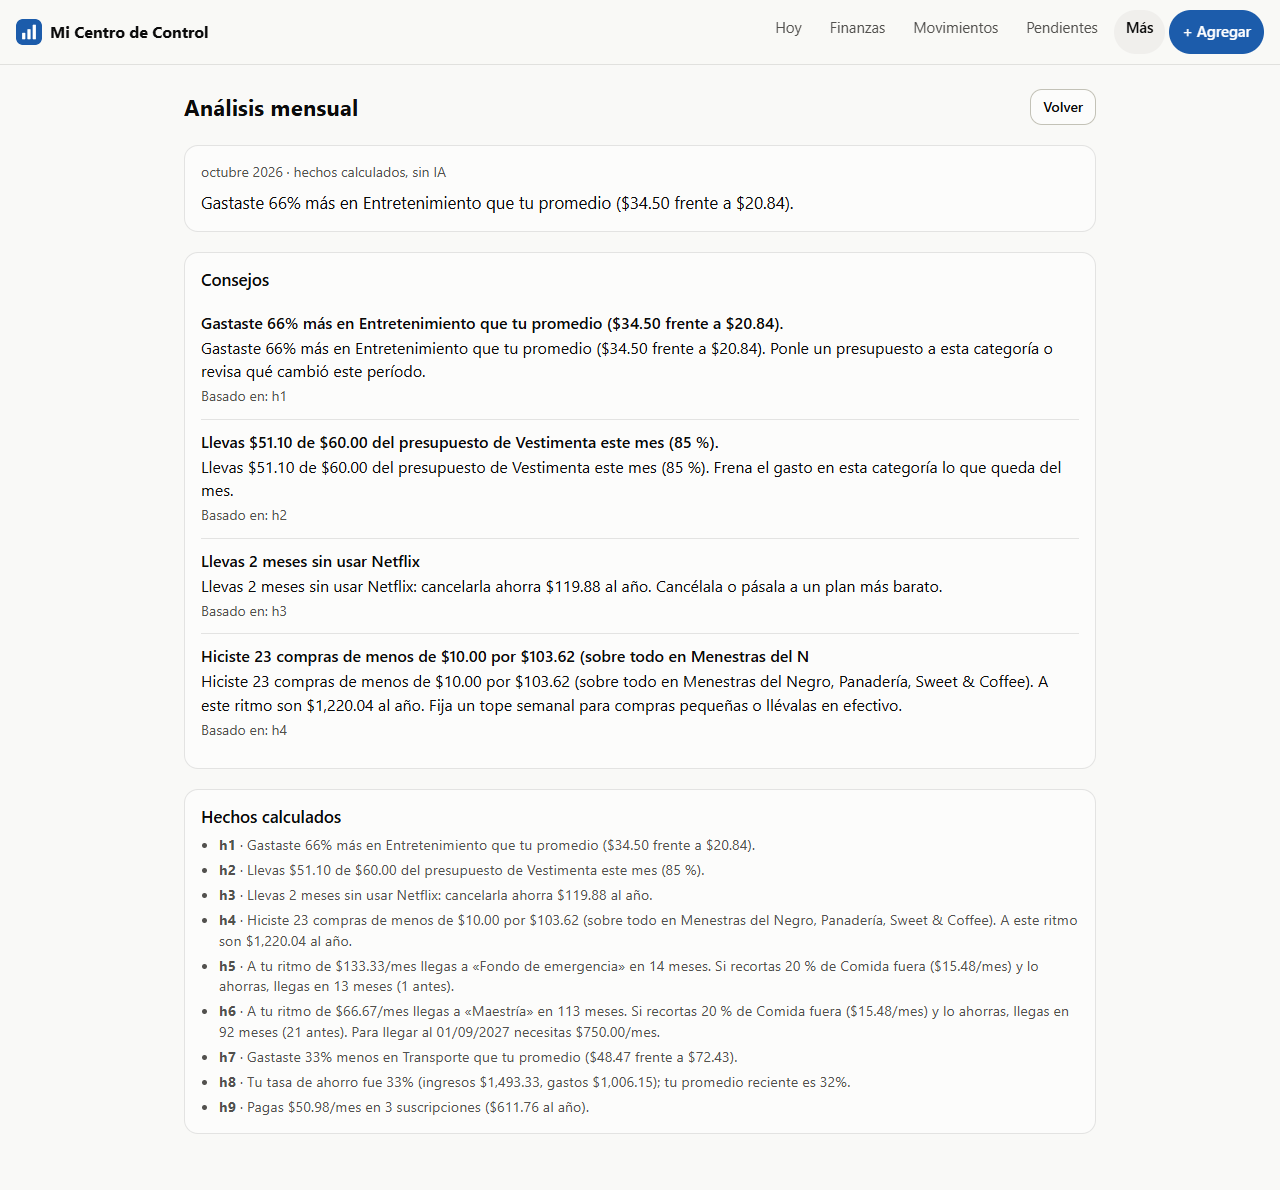 Mi Centro de Control
Hoy
Finanzas
Movimientos
Pendientes
Más
+ Agregar
Análisis mensual
Volver
octubre 2026 · hechos calculados, sin IA
Gastaste 66% más en Entretenimiento que tu promedio ($34.50 frente a $20.84).
Consejos
Gastaste 66% más en Entretenimiento que tu promedio ($34.50 frente a $20.84).
Gastaste 66% más en Entretenimiento que tu promedio ($34.50 frente a $20.84). Ponle un presupuesto a esta categoría o
revisa qué cambió este período.
Basado en: h1
Llevas $51.10 de $60.00 del presupuesto de Vestimenta este mes (85 %).
Llevas $51.10 de $60.00 del presupuesto de Vestimenta este mes (85 %). Frena el gasto en esta categoría lo que queda del
mes.
Basado en: h2
Llevas 2 meses sin usar Netflix
Llevas 2 meses sin usar Netflix: cancelarla ahorra $119.88 al año. Cancélala o pásala a un plan más barato.
Basado en: h3
Hiciste 23 compras de menos de $10.00 por $103.62 (sobre todo en Menestras del N
Hiciste 23 compras de menos de $10.00 por $103.62 (sobre todo en Menestras del Negro, Panadería, Sweet & Coffee). A
este ritmo son $1,220.04 al año. Fija un tope semanal para compras pequeñas o llévalas en efectivo.
Basado en: h4
Hechos calculados
• h1 · Gastaste 66% más en Entretenimiento que tu promedio ($34.50 frente a $20.84).
• h2 · Llevas $51.10 de $60.00 del presupuesto de Vestimenta este mes (85 %).
• h3 · Llevas 2 meses sin usar Netflix: cancelarla ahorra $119.88 al año.
• h4 · Hiciste 23 compras de menos de $10.00 por $103.62 (sobre todo en Menestras del Negro, Panadería, Sweet & Coffee). A este ritmo
son $1,220.04 al año.
• h5 · A tu ritmo de $133.33/mes llegas a «Fondo de emergencia» en 14 meses. Si recortas 20 % de Comida fuera ($15.48/mes) y lo
ahorras, llegas en 13 meses (1 antes).
• h6 · A tu ritmo de $66.67/mes llegas a «Maestría» en 113 meses. Si recortas 20 % de Comida fuera ($15.48/mes) y lo ahorras, llegas en
92 meses (21 antes). Para llegar al 01/09/2027 necesitas $750.00/mes.
• h7 · Gastaste 33% menos en Transporte que tu promedio ($48.47 frente a $72.43).
• h8 · Tu tasa de ahorro fue 33% (ingresos $1,493.33, gastos $1,006.15); tu promedio reciente es 32%.
• h9 · Pagas $50.98/mes en 3 suscripciones ($611.76 al año).